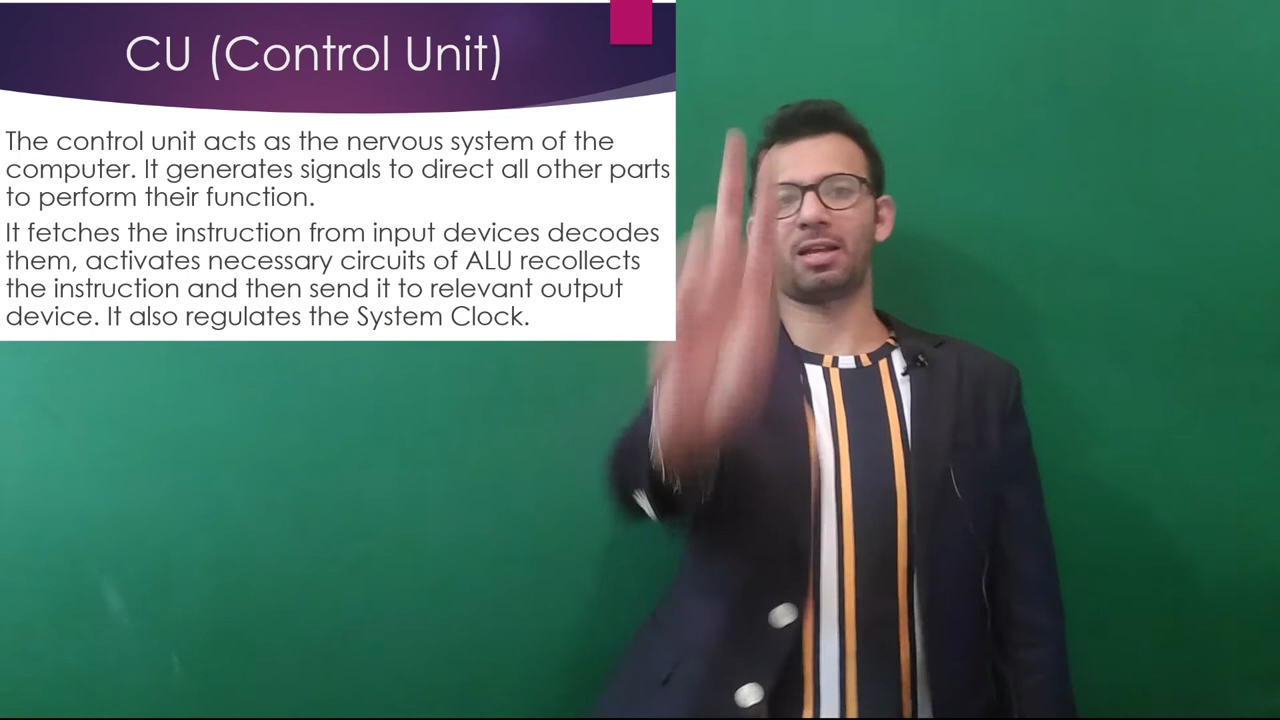 CU (Control Unit)
The control unit acts as the nervous system of the
computer. It generates signals to direct all other parts
to perform their function.
It fetches the instruction from input devices decodes
them, activates necessary circuits of ALU recollects
the instruction and then send it to relevant output
device. It also regulates the System Clock.